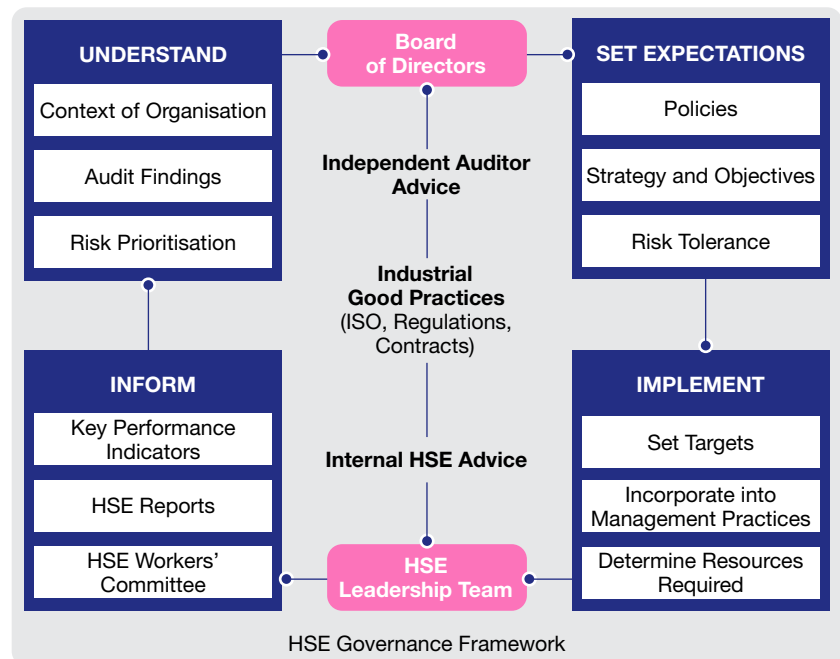 UNDERSTAND
Context of Organisation
Audit Findings
Risk Prioritisation
Board
of Directors
SET EXPECTATIONS
Policies
Strategy and Objectives
Risk Tolerance
Independent Auditor
Advice
Industrial
Good Practices
(ISO, Regulations,
Contracts)
Internal HSE Advice
INFORM
Key Performance
Indicators
HSE Reports
HSE Workers’
Committee
HSE
Leadership Team
IMPLEMENT
Set Targets
Incorporate into
Management Practices
Determine Resources
Required
HSE Governance Framework